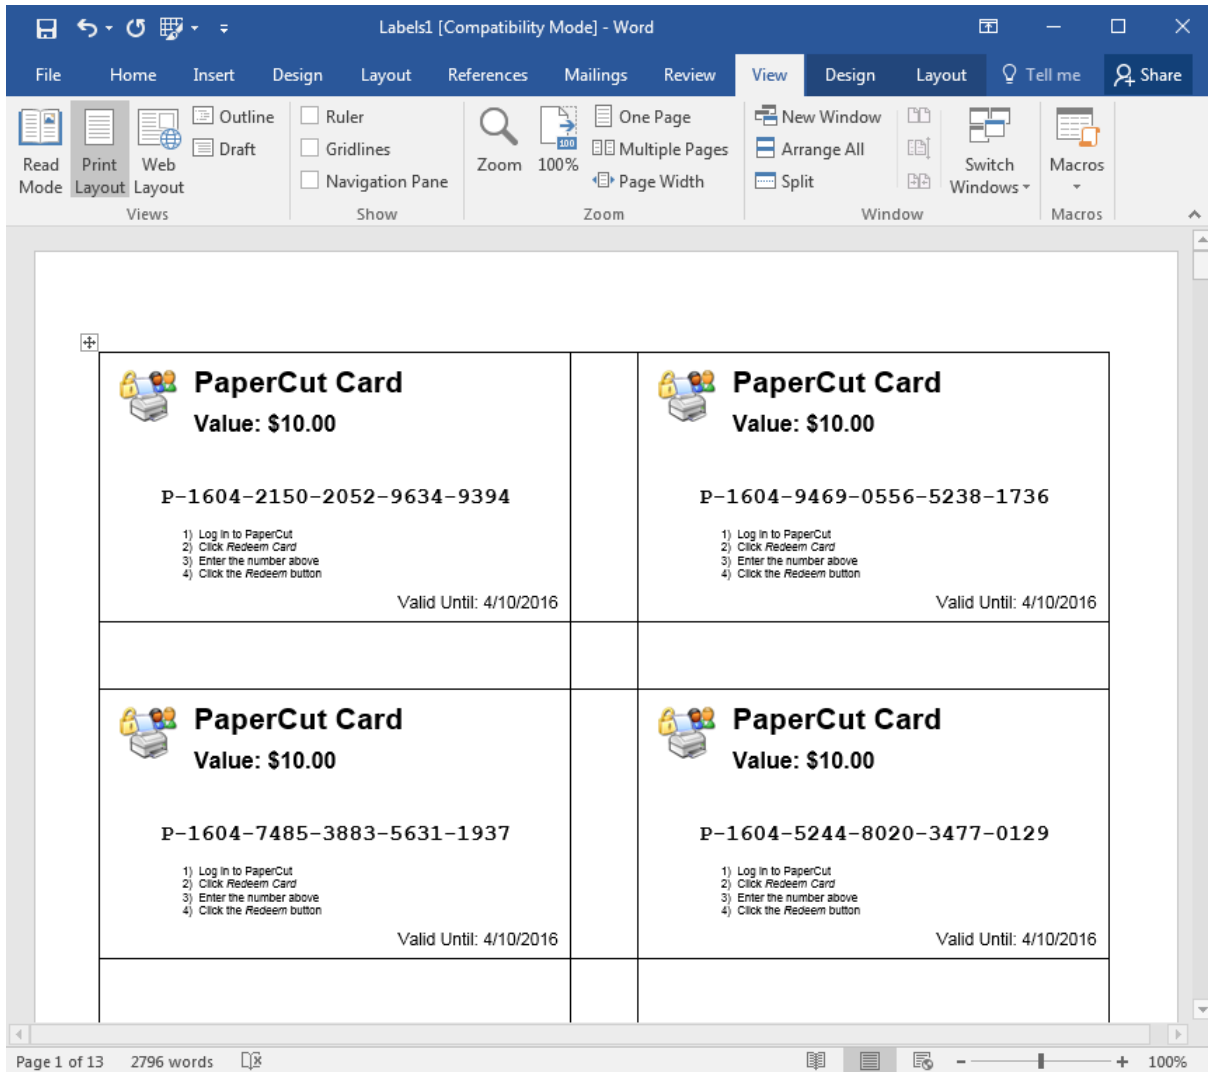 Labels1 [Compatibility Mode] - Word
File Home Insert Design Layout References Mailings Review View Design Layout Tell me Share
Read Mode
Print Layout
Web Layout
Outline
Draft
Views
Ruler
Gridlines
Navigation Pane
Show
Zoom
100
100%
One Page
Multiple Pages
Page Width
Zoom
New Window
Arrange All
Split
Switch Windows
Window
Macros
Macros
PaperCut Card
Value: $10.00
P-1604-2150-2052-9634-9394
1) Log in to PaperCut
2) Click Redeem Card
3) Enter the number above
4) Click the Redeem button
Valid Until: 4/10/2016
PaperCut Card
Value: $10.00
P-1604-9469-0556-5238-1736
1) Log in to PaperCut
2) Click Redeem Card
3) Enter the number above
4) Click the Redeem button
Valid Until: 4/10/2016
PaperCut Card
Value: $10.00
P-1604-7485-3883-5631-1937
1) Log in to PaperCut
2) Click Redeem Card
3) Enter the number above
4) Click the Redeem button
Valid Until: 4/10/2016
PaperCut Card
Value: $10.00
P-1604-5244-8020-3477-0129
1) Log in to PaperCut
2) Click Redeem Card
3) Enter the number above
4) Click the Redeem button
Valid Until: 4/10/2016
Page 1 of 13 2796 words 100%